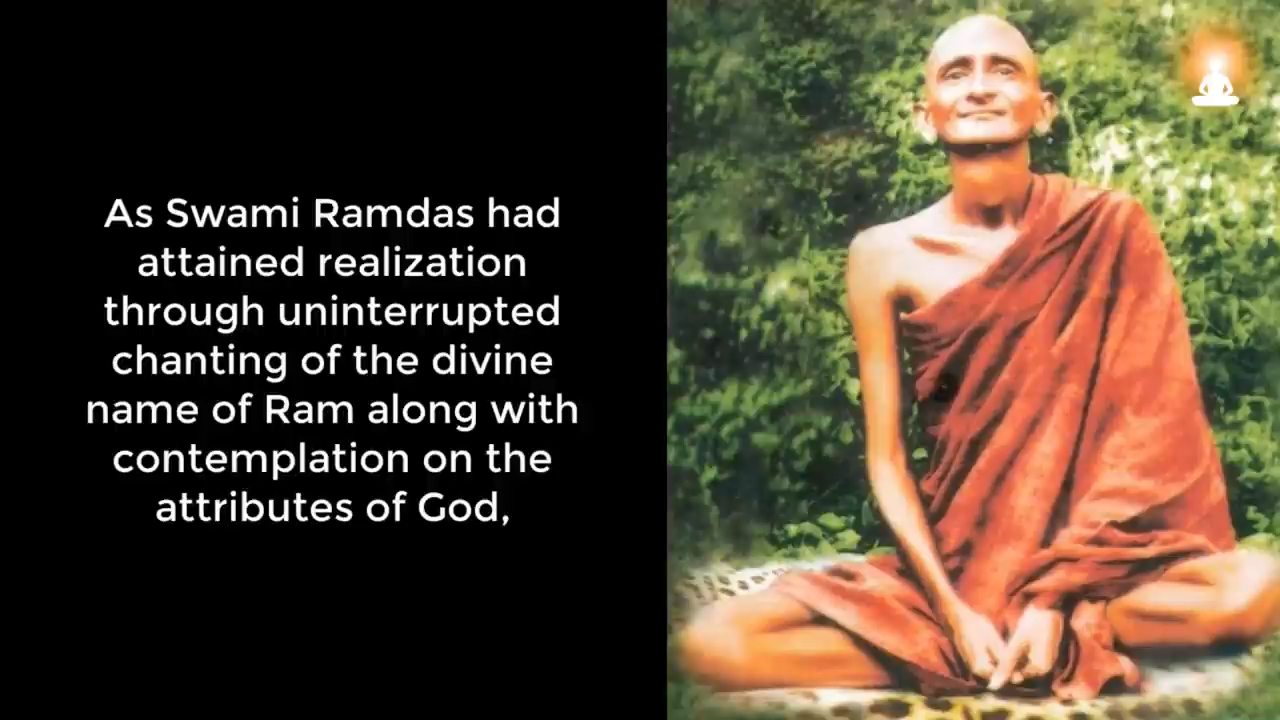 As Swami Ramdas had
attained realization
through uninterrupted
chanting of the divine
name of Ram along with
contemplation on the
attributes of God,